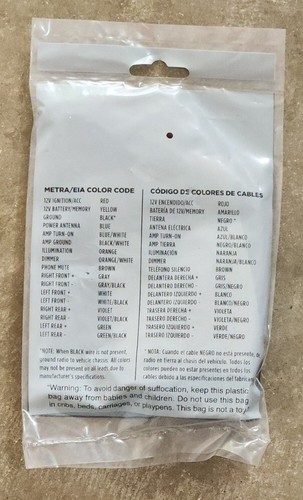 METRA/EIA COLOR CODE
12V IGNITION/ACC RED
12V BATTERY/MEMORY YELLOW
GROUND BLACK*
POWER ANTENNA BLUE
AMP TURN-ON BLUE/WHITE
AMP GROUND BLACK/WHITE
ILLUMINATION ORANGE
DIMMER ORANGE/WHITE
PHONE MUTE BROWN
RIGHT FRONT + GRAY
RIGHT FRONT - GRAY/BLACK
LEFT FRONT + WHITE
LEFT FRONT - WHITE/BLACK
RIGHT REAR + VIOLET
RIGHT REAR - VIOLET/BLACK
LEFT REAR + GREEN
LEFT REAR - GREEN/BLACK
*NOTE: When BLACK wire is not present,
ground radio to vehicle chassis. All colors
may not be present on all leads due to
manufacturer's specifications.
CÓDIGO DE COLORES DE CABLES
12V ENCENDIDO/ACC ROJO
BATERÍA DE 12V/MEMORY AMARILLO
TIERRA NEGRO*
ANTENA ELÉCTRICA AZUL
AMP TURN-ON AZUL/BLANCO
AMP TIERRA NEGRO/BLANCO
ILUMINACIÓN NARANJA
DIMMER NARANJA/BLANCO
TELÉFONO SILENCIO BROWN
DELANTERA DERECHA + GRIS
DELANTERO DERECHO - GRIS/NEGRO
DELANTERO IZQUIERDO + BLANCO
DELANTERO IZQUIERDO - BLANCO/NEGRO
TRASERA DERECHO + VIOLETA
TRASERA DERECHO - VIOLETA/NEGRO
TRASERO IZQUIERDO + VERDE
TRASERO IZQUIERDO - VERDE/NEGRO
*NOTA: Cuando el cable NEGRO no está presente,
radio en tierra al chasis del vehículo. Todos los
colores pueden no estar presentes en todos los
cables debido a las especificaciones del fabricante
"Warning: To avoid danger of suffocation, keep this plastic
bag away from babies and children. Do not use this bag
in cribs, beds, carriages, or playpens. This bag is not a to